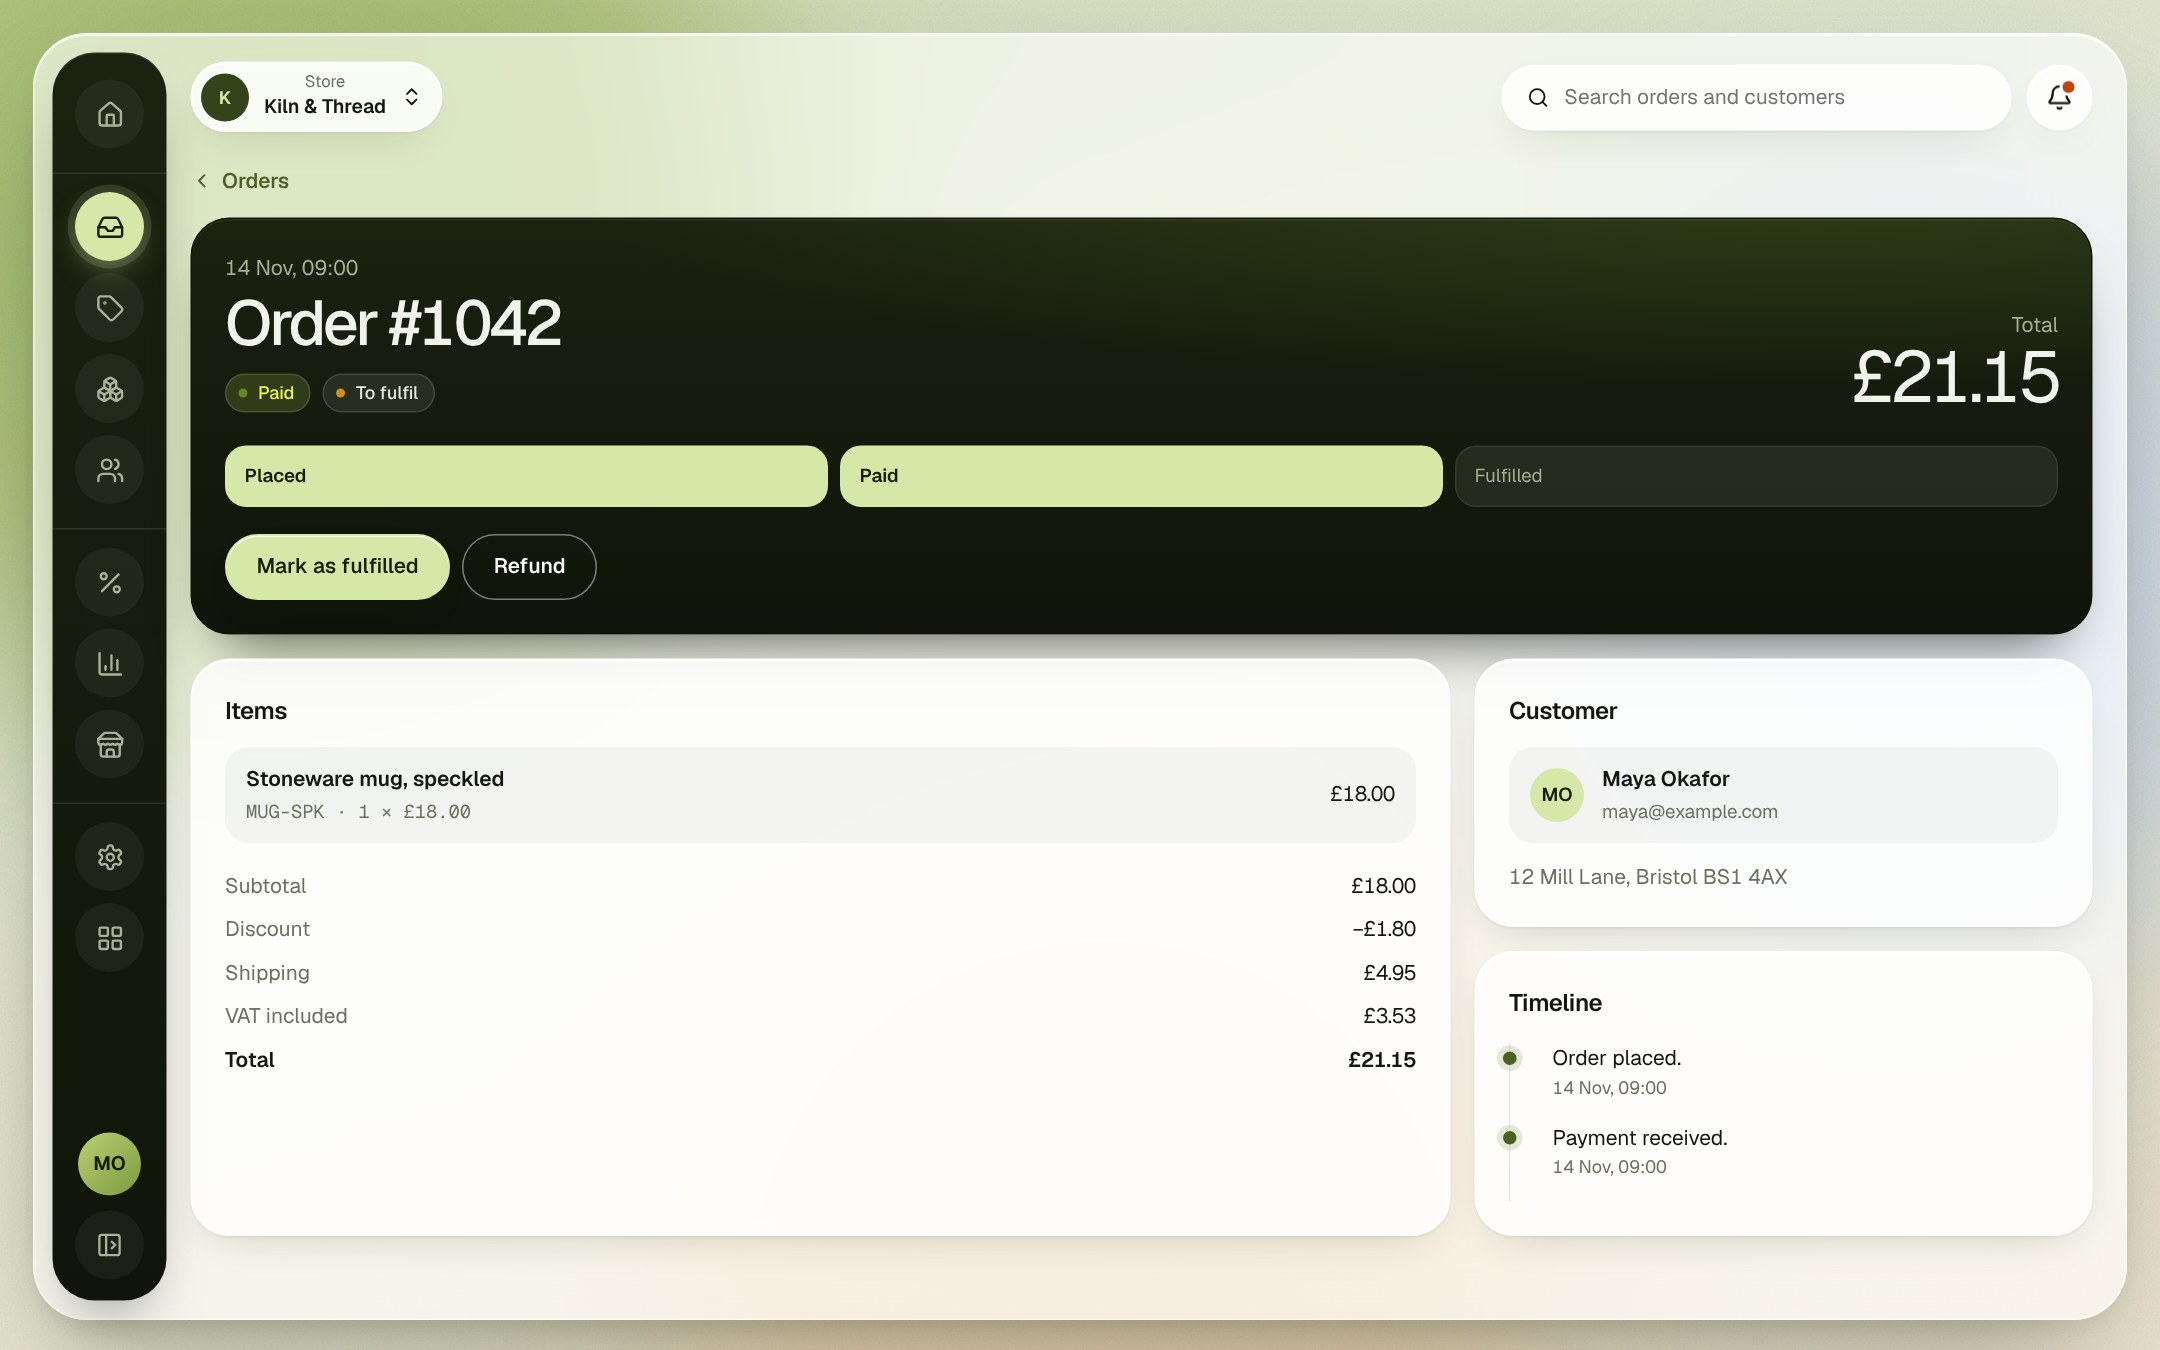 K
Store
Kiln & Thread
Search orders and customers
Orders
14 Nov, 09:00
Order #1042
Paid
To fulfil
Total
£21.15
Placed
Paid
Fulfilled
Mark as fulfilled
Refund
Items
Stoneware mug, speckled
MUG-SPK · 1 × £18.00
£18.00
Subtotal
£18.00
Discount
−£1.80
Shipping
£4.95
VAT included
£3.53
Total
£21.15
Customer
MO
Maya Okafor
maya@example.com
12 Mill Lane, Bristol BS1 4AX
Timeline
Order placed.
14 Nov, 09:00
Payment received.
14 Nov, 09:00
MO